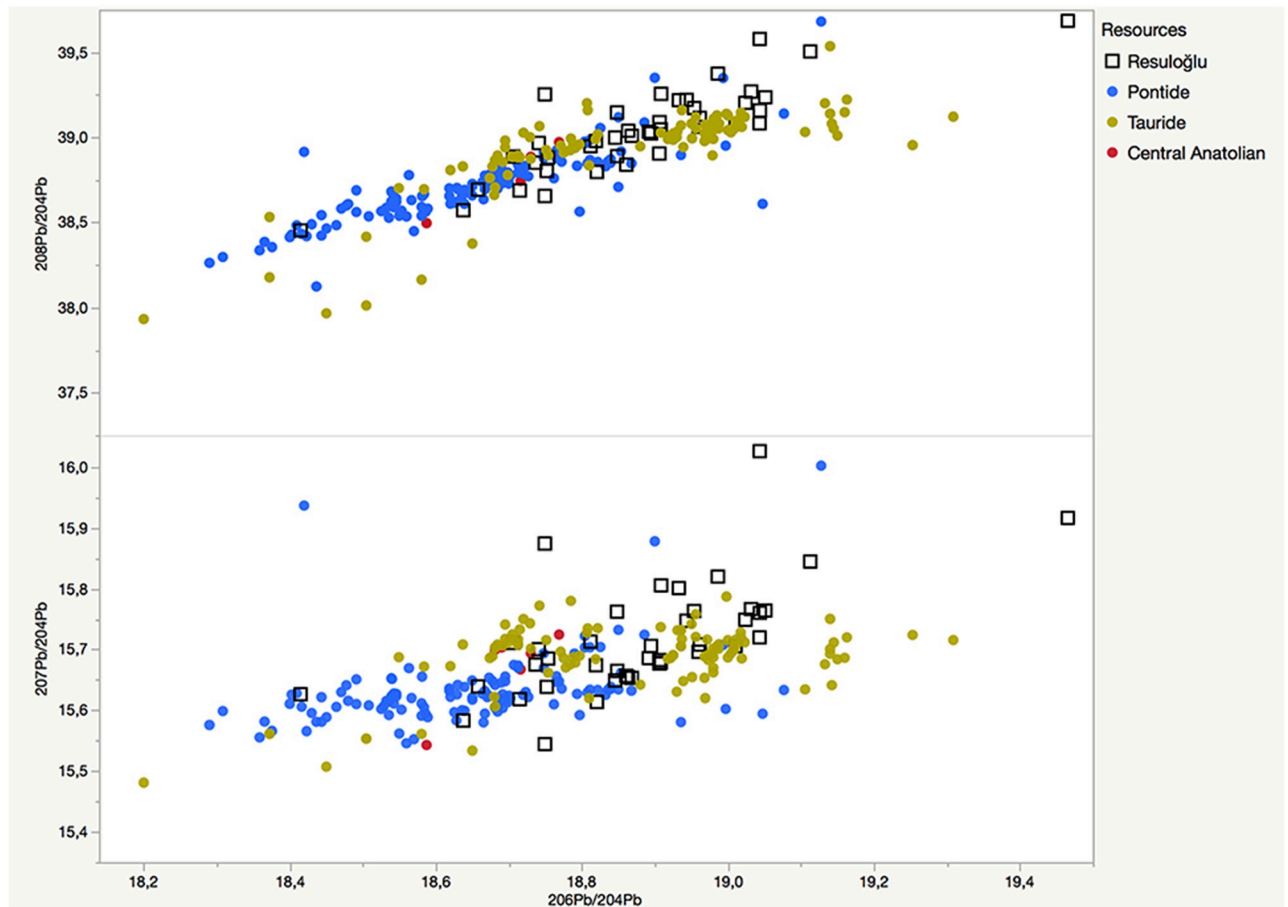 Resources
Resuloğlu
Pontide
Tauride
Central Anatolian
208Pb/204Pb
39,5
39,0
38,5
38,0
37,5
207Pb/204Pb
16,0
15,9
15,8
15,7
15,6
15,5
15,4
18,2 18,4 18,6 18,8 19,0 19,2 19,4
206Pb/204Pb